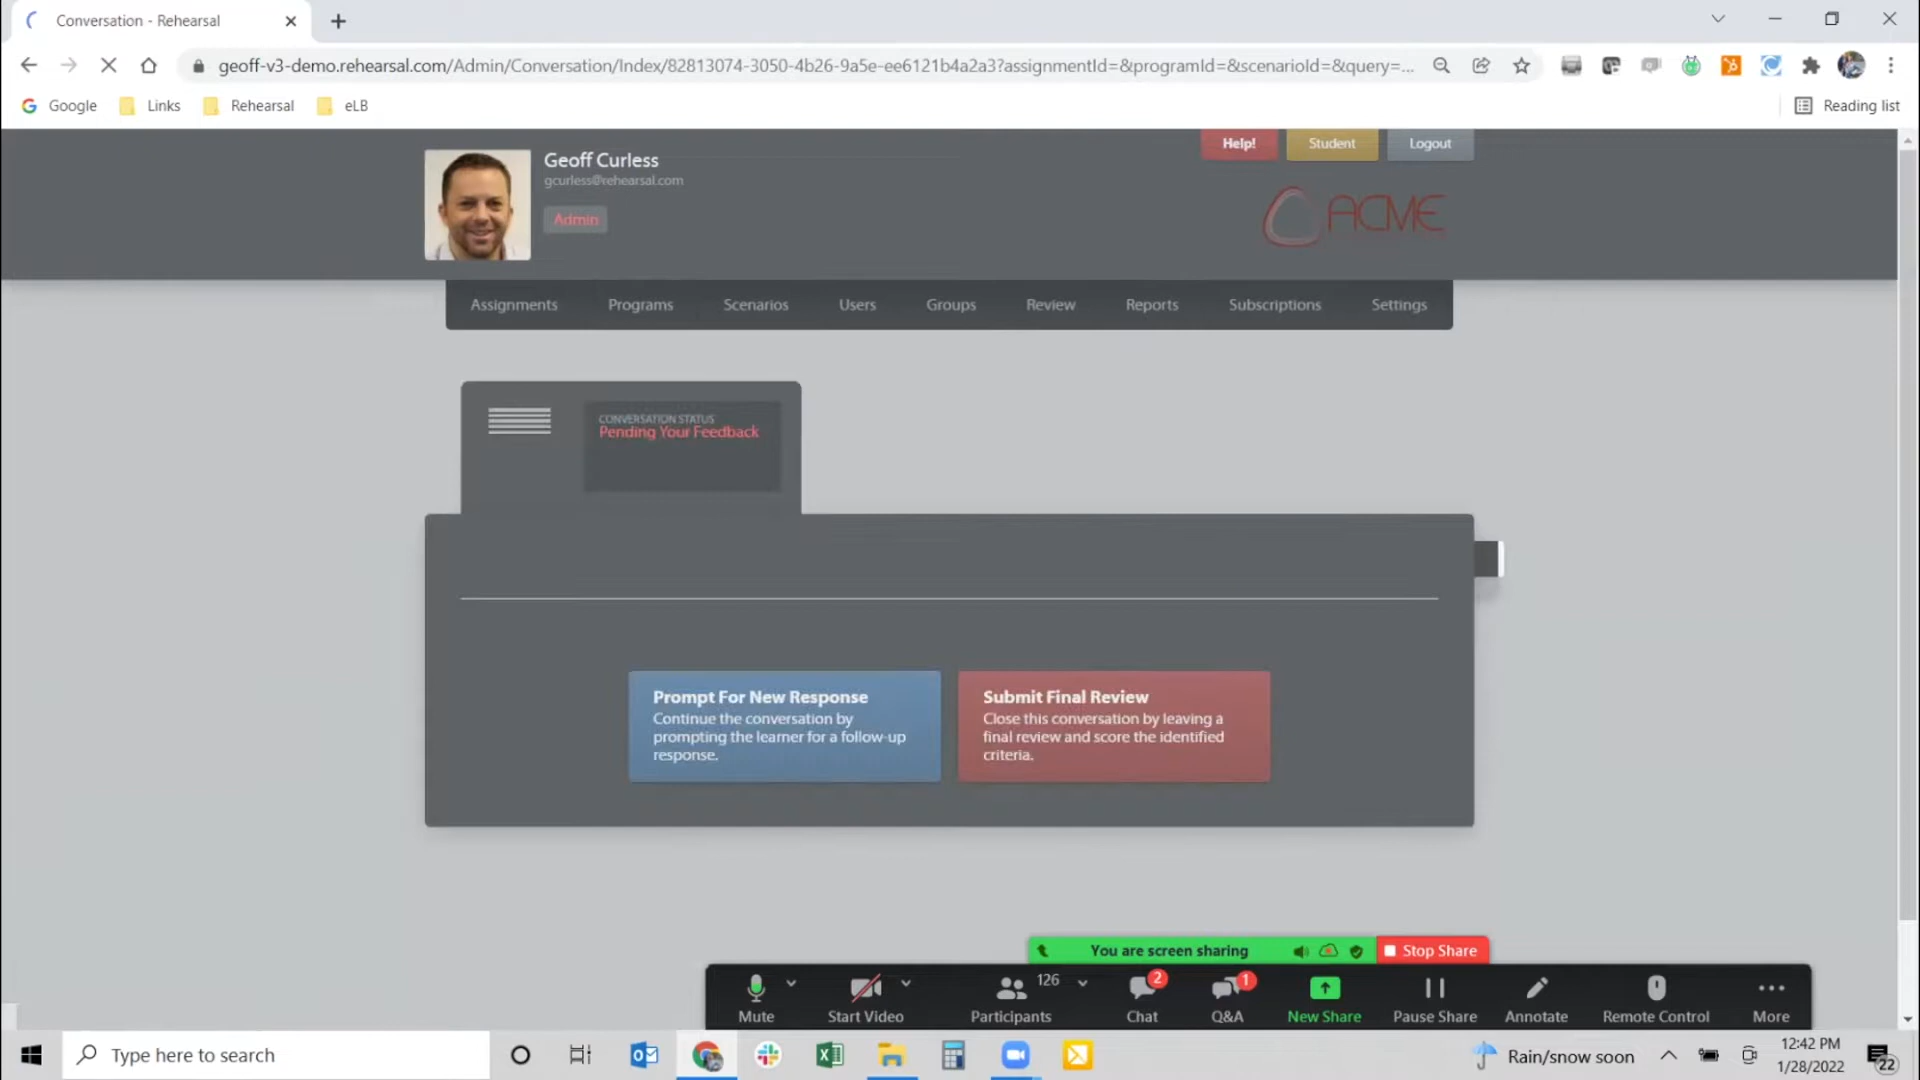 Conversation - Rehearsal
geoff-v3-demo.rehearsal.com/Admin/Conversation/Index/82813074-3050-4b26-9a5e-ee6121b4a2a3?assignmentId=&programId=&scenarioId=&query=...
Google
Links
Rehearsal
eLB
Reading list
Geoff Curless
gcurless@rehearsal.com
Admin
Help!
Student
Logout
ACME
Assignments
Programs
Scenarios
Users
Groups
Review
Reports
Subscriptions
Settings
CONVERSATION STATUS
Pending Your Feedback
Prompt For New Response
Continue the conversation by
prompting the learner for a follow-up
response.
Submit Final Review
Close this conversation by leaving a
final review and score the identified
criteria.
You are screen sharing
Stop Share
Mute
Start Video
126
Participants
2
Chat
1
Q&A
New Share
Pause Share
Annotate
Remote Control
More
Type here to search
Rain/snow soon
12:42 PM
1/28/2022
22